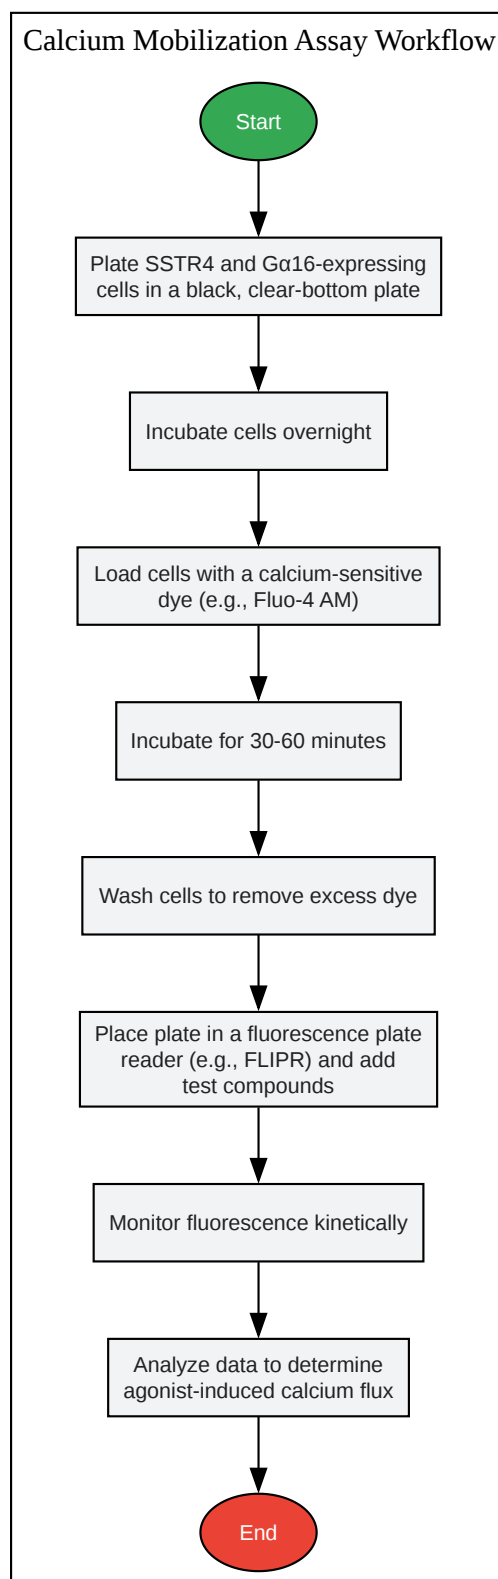 Calcium Mobilization Assay Workflow
Start
Plate SSTR4 and Gα16-expressing
cells in a black, clear-bottom plate
Incubate cells overnight
Load cells with a calcium-sensitive
dye (e.g., Fluo-4 AM)
Incubate for 30-60 minutes
Wash cells to remove excess dye
Place plate in a fluorescence plate
reader (e.g., FLIPR) and add
test compounds
Monitor fluorescence kinetically
Analyze data to determine
agonist-induced calcium flux
End